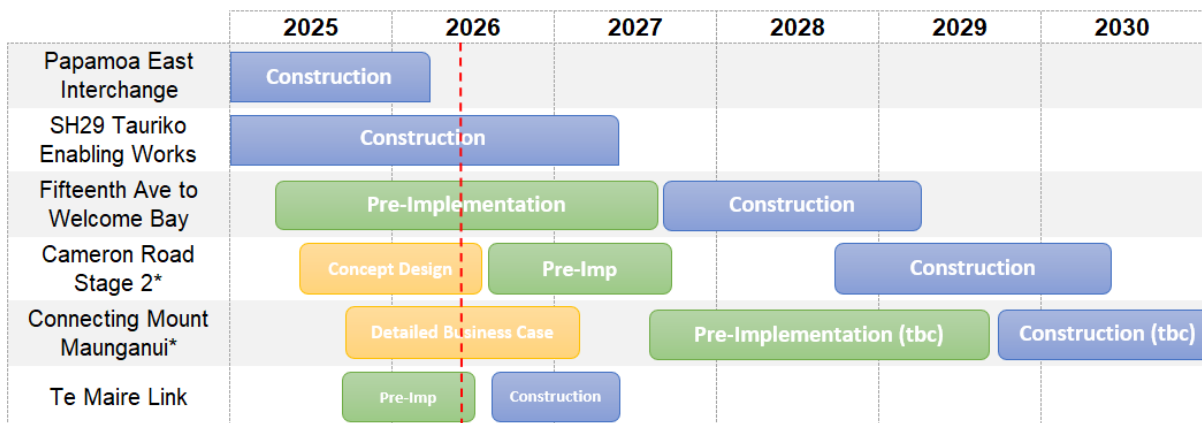 2025 2026 2027 2028 2029 2030
Papamoa East
Interchange
Construction
SH29 Tauriko
Enabling Works
Construction
Fifteenth Ave to
Welcome Bay
Pre-Implementation
Construction
Cameron Road
Stage 2*
Concept Design
Pre-Imp
Construction
Connecting Mount
Maunganui*
Detailed Business Case
Pre-Implementation (tbc)
Construction (tbc)
Te Maire Link
Pre-Imp
Construction